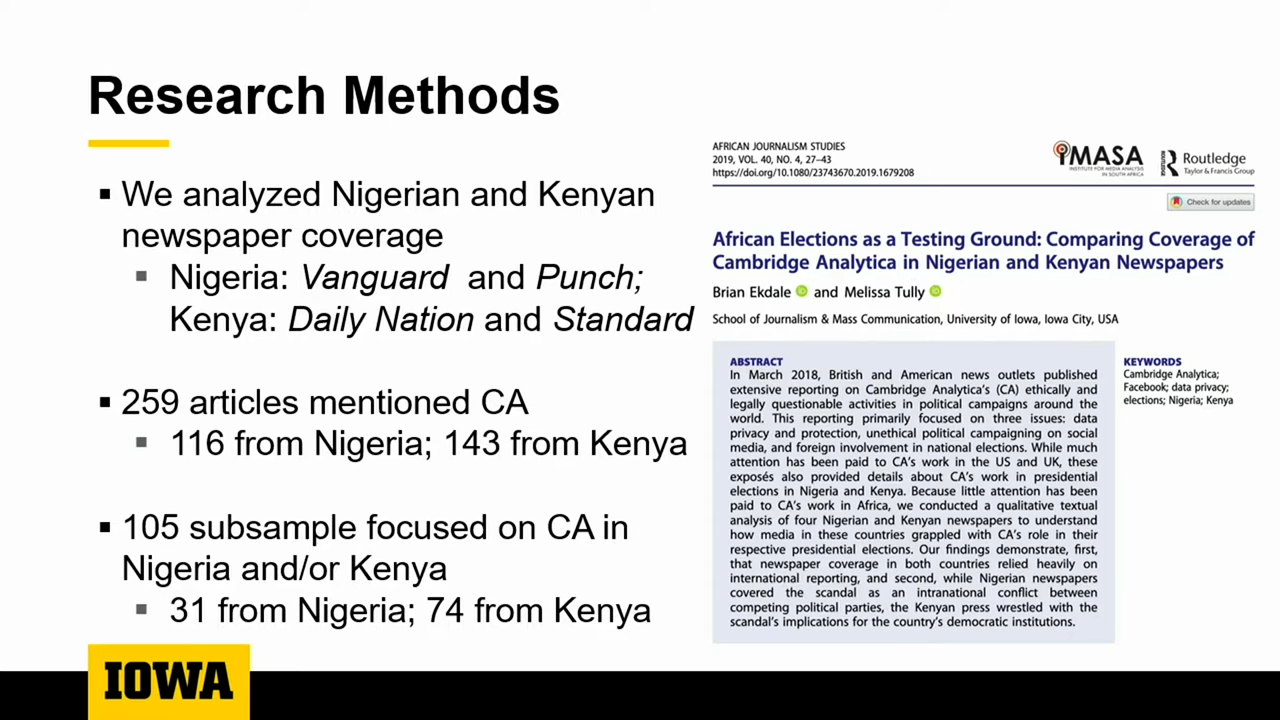 Research Methods
▪ We analyzed Nigerian and Kenyan
newspaper coverage
▪ Nigeria: Vanguard and Punch;
Kenya: Daily Nation and Standard
▪ 259 articles mentioned CA
▪ 116 from Nigeria; 143 from Kenya
▪ 105 subsample focused on CA in
Nigeria and/or Kenya
▪ 31 from Nigeria; 74 from Kenya
IOWA
AFRICAN JOURNALISM STUDIES
2019, VOL. 40, NO. 4, 27–43
https://doi.org/10.1080/23743670.2019.1679208
iMASA
INSTITUTE FOR MEDIA ANALYSIS
IN SOUTH AFRICA
ROUTLEDGE
Routledge
Taylor & Francis Group
Check for updates
African Elections as a Testing Ground: Comparing Coverage of
Cambridge Analytica in Nigerian and Kenyan Newspapers
Brian Ekdale iD and Melissa Tully iD
School of Journalism & Mass Communication, University of Iowa, Iowa City, USA
ABSTRACT
In March 2018, British and American news outlets published
extensive reporting on Cambridge Analytica's (CA) ethically and
legally questionable activities in political campaigns around the
world. This reporting primarily focused on three issues: data
privacy and protection, unethical political campaigning on social
media, and foreign involvement in national elections. While much
attention has been paid to CA's work in the US and UK, these
exposés also provided details about CA's work in presidential
elections in Nigeria and Kenya. Because little attention has been
paid to CA's work in Africa, we conducted a qualitative textual
analysis of four Nigerian and Kenyan newspapers to understand
how media in these countries grappled with CA's role in their
respective presidential elections. Our findings demonstrate, first,
that newspaper coverage in both countries relied heavily on
international reporting, and second, while Nigerian newspapers
covered the scandal as an intranational conflict between
competing political parties, the Kenyan press wrestled with the
scandal's implications for the country's democratic institutions.
KEYWORDS
Cambridge Analytica;
Facebook; data privacy;
elections; Nigeria; Kenya